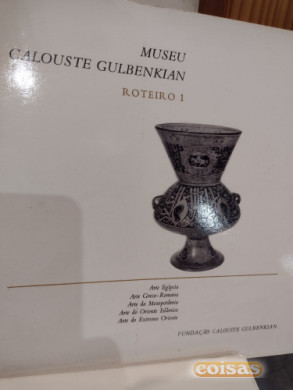 MUSEU
CALOUSTE GULBENKIAN
ROTEIRO 1
Arte Egípcia
Arte Greco-Romana
Arte da Mesopotâmia
Arte do Oriente Islâmico
Arte do Extremo Oriente
FUNDAÇÃO CALOUSTE GULBENKIAN
coisas